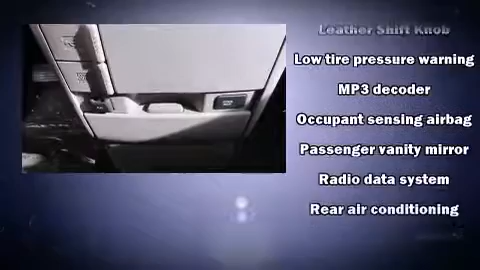 Leather Shift Knob
Low tire pressure warning
MP3 decoder
Occupant sensing airbag
Passenger vanity mirror
Radio data system
Rear air conditioning